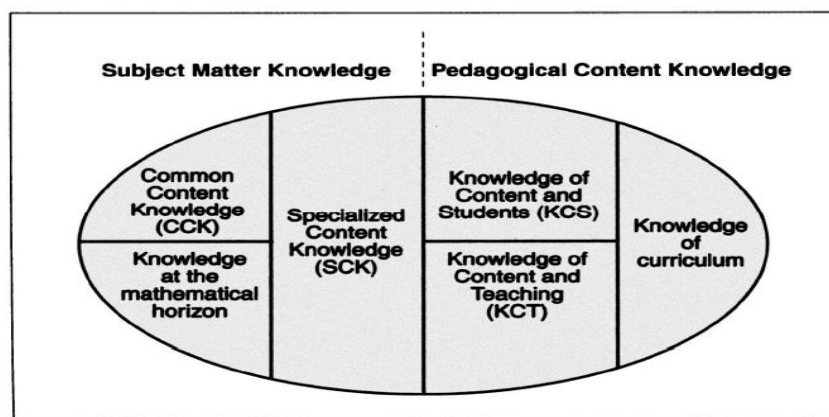 Subject Matter Knowledge
Pedagogical Content Knowledge
Common
Content
Knowledge
(CCK)
Knowledge
at the
mathematical
horizon
Specialized
Content
Knowledge
(SCK)
Knowledge of
Content and
Students (KCS)
Knowledge of
Content and
Teaching
(KCT)
Knowledge
of
curriculum